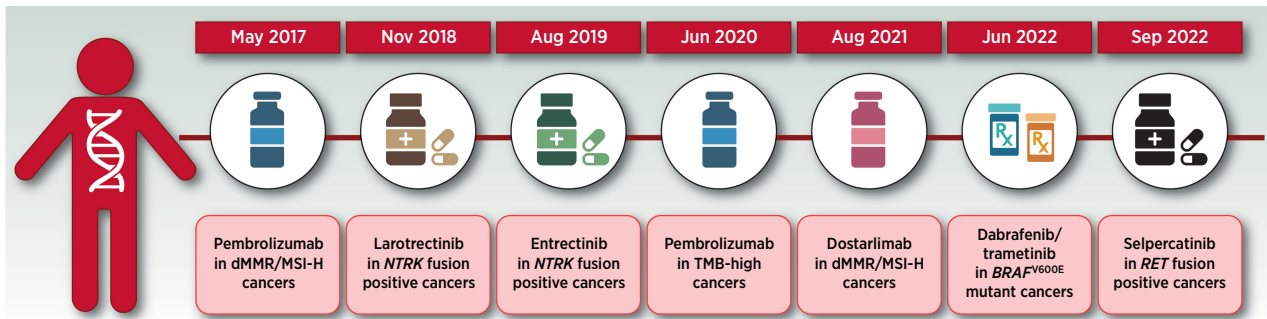 May 2017
Nov 2018
Aug 2019
Jun 2020
Aug 2021
Jun 2022
Sep 2022
Rx
Rx
Pembrolizumab
in dMMR/MSI-H
cancers
Larotrectinib
in NTRK fusion
positive cancers
Entrectinib
in NTRK fusion
positive cancers
Pembrolizumab
in TMB-high
cancers
Dostarlimab
in dMMR/MSI-H
cancers
Dabrafenib/
trametinib
in BRAFV600E
mutant cancers
Selpercatinib
in RET fusion
positive cancers